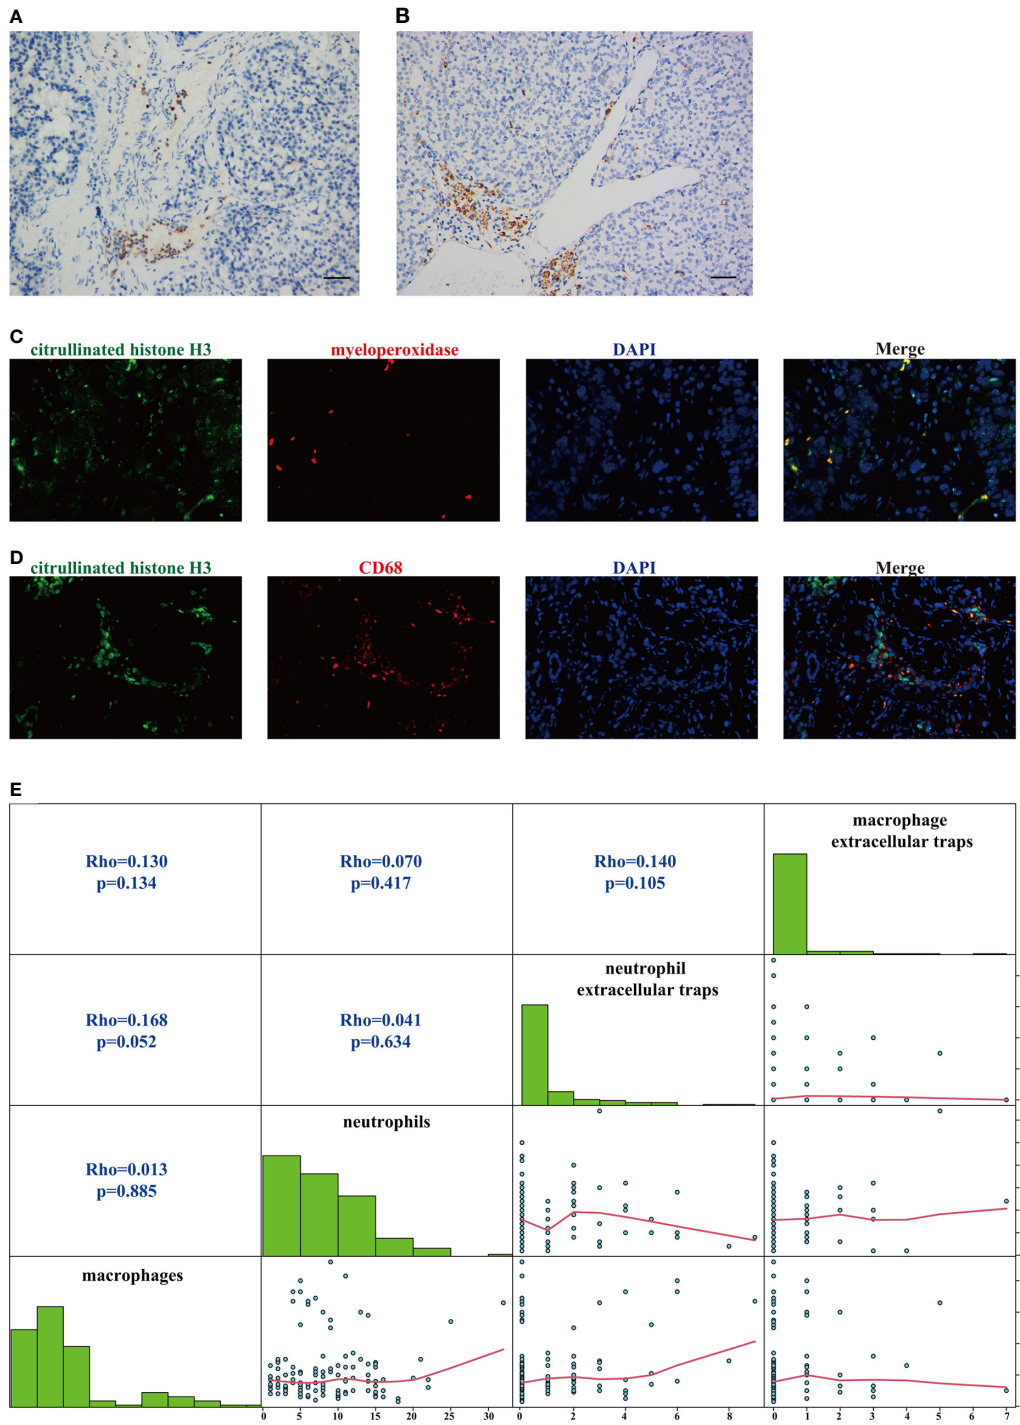 A
B
C
citrullinated histone H3
myeloperoxidase
DAPI
Merge
D
citrullinated histone H3
CD68
DAPI
Merge
E
macrophage
extracellular traps
Rho=0.130
p=0.134
Rho=0.070
p=0.417
Rho=0.140
p=0.105
neutrophil
extracellular traps
Rho=0.168
p=0.052
Rho=0.041
p=0.634
neutrophils
Rho=0.013
p=0.885
macrophages
0 5 10 15 20 25 30
0 2 4 6 8
0 1 2 3 4 5 6 7